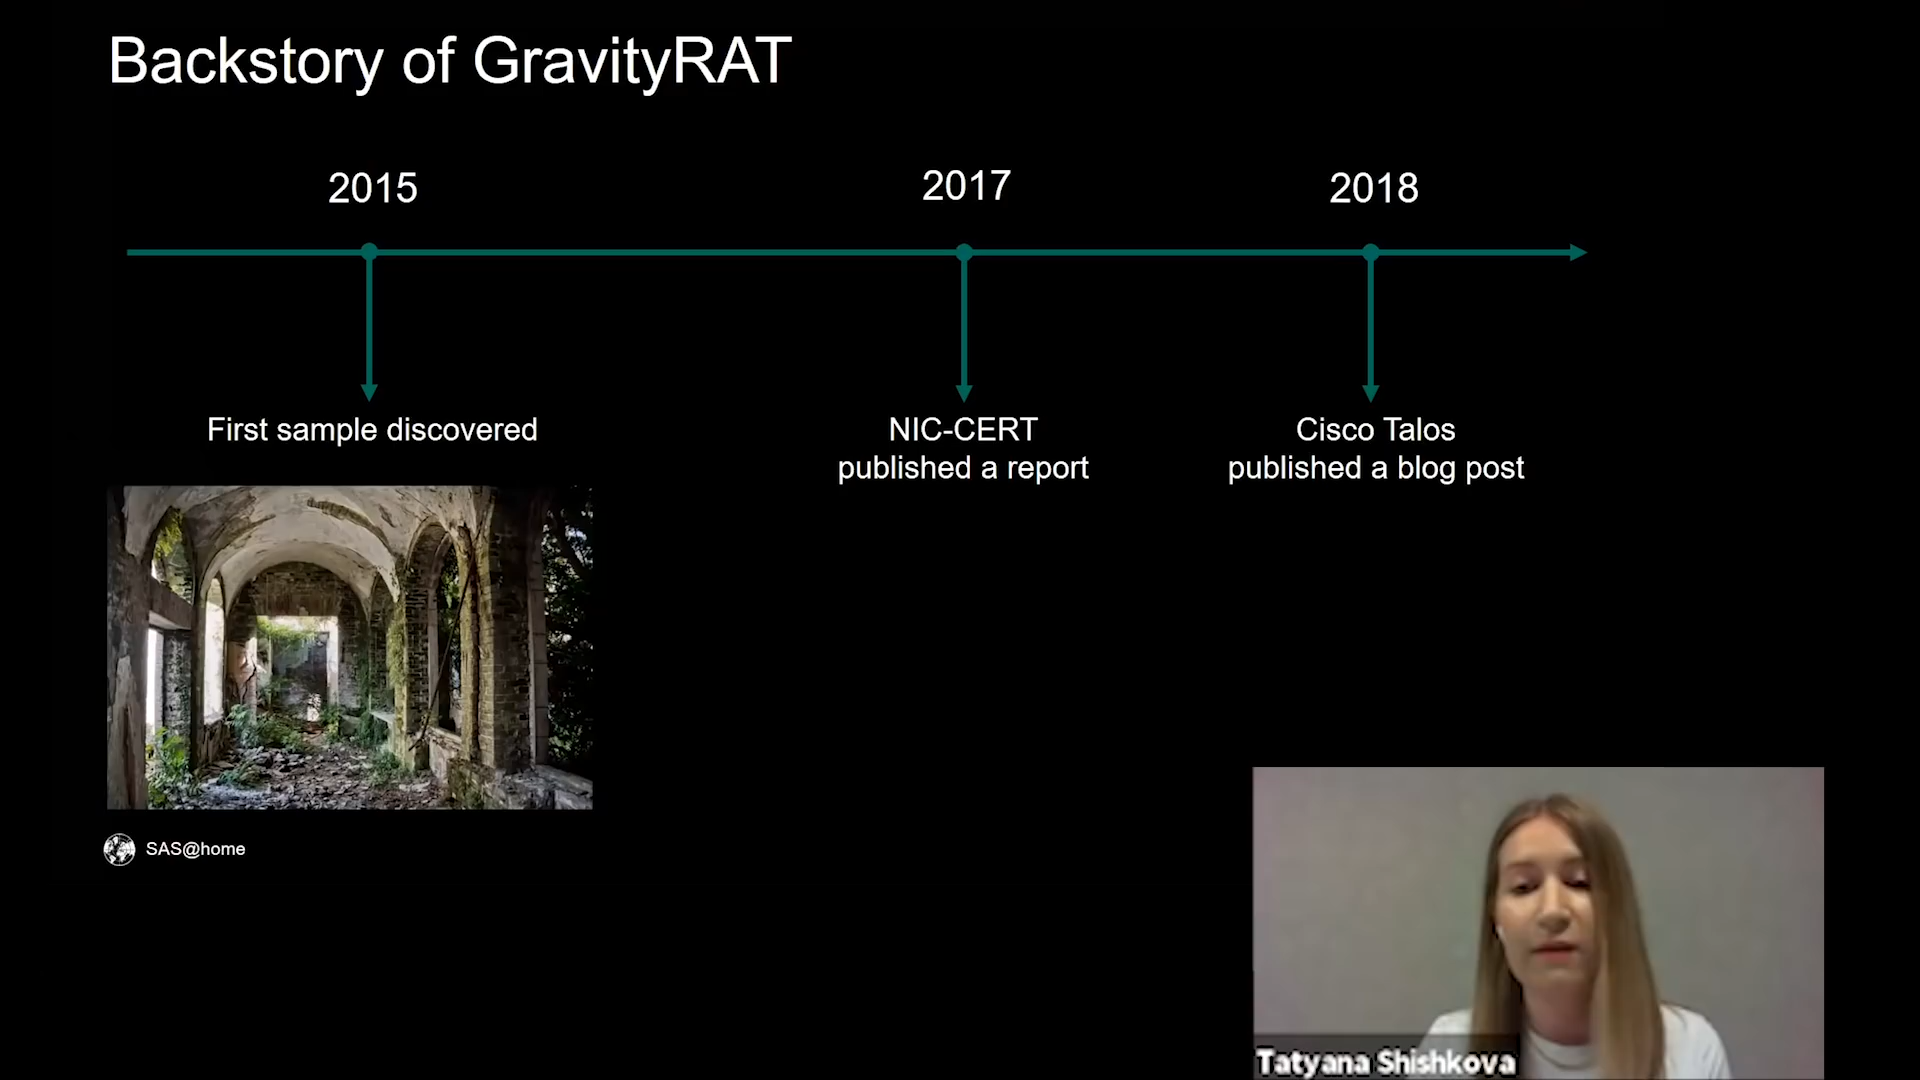 Backstory of GravityRAT
2015
2017
2018
First sample discovered
NIC-CERT
published a report
Cisco Talos
published a blog post
SAS@home
Tatyana Shishkova